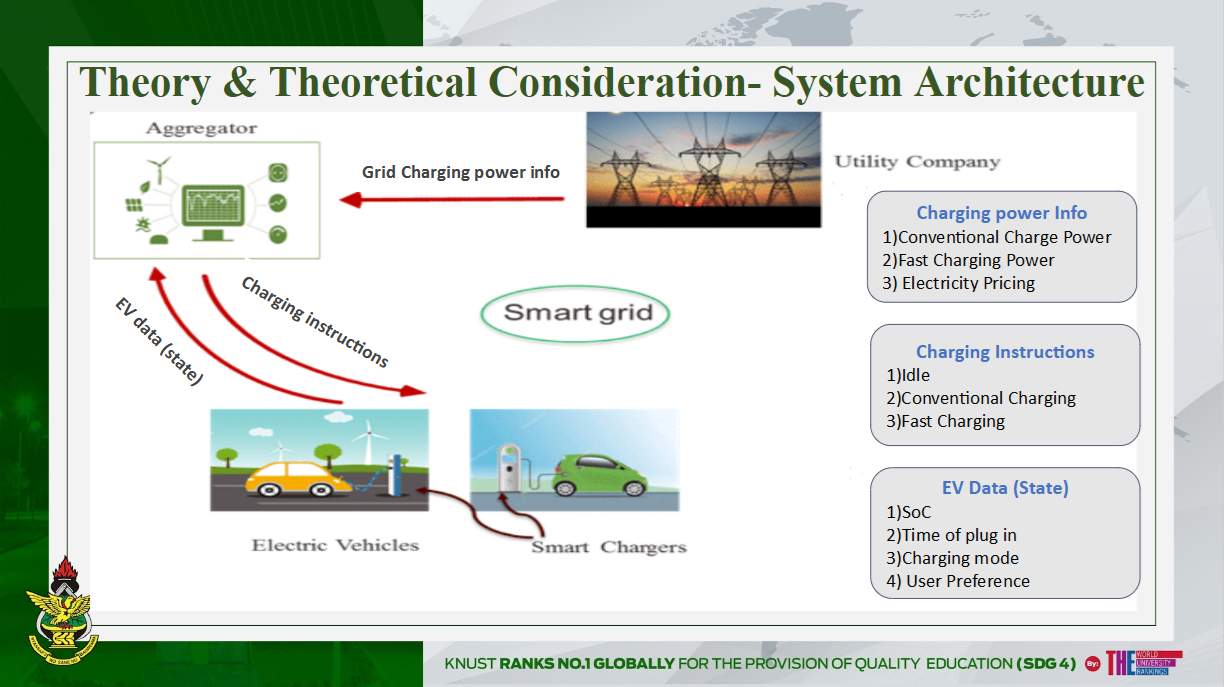 Theory & Theoretical Consideration- System Architecture
Aggregator
Grid Charging power info
Utility Company
Charging power Info
1)Conventional Charge Power
2)Fast Charging Power
3) Electricity Pricing
EV data (state)
Charging instructions
Smart grid
Charging Instructions
1)Idle
2)Conventional Charging
3)Fast Charging
EV Data (State)
1)SoC
2)Time of plug in
3)Charging mode
4) User Preference
Electric Vehicles
Smart Chargers
KNUST RANKS NO.1 GLOBALLY FOR THE PROVISION OF QUALITY EDUCATION (SDG 4) By: THE WORLD UNIVERSITY RANKINGS